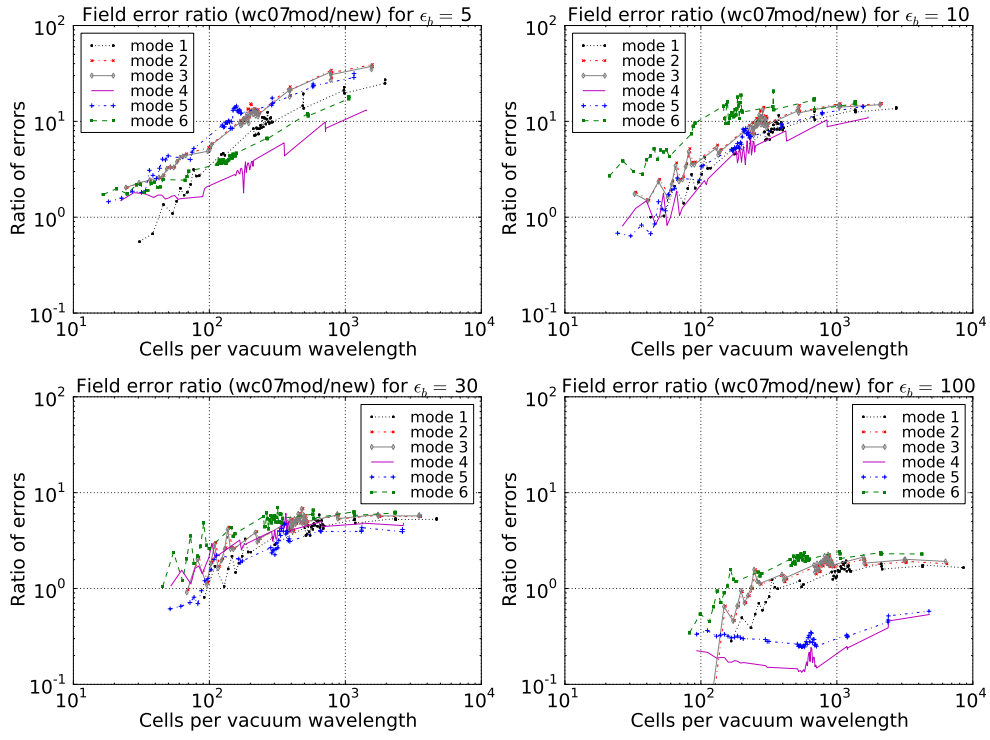 Field error ratio (wc07mod/new) for ϵ_b = 5
10^2
10^1
10^0
10^-1
Ratio of errors
mode 1
mode 2
mode 3
mode 4
mode 5
mode 6
10^1 10^2 10^3 10^4
Cells per vacuum wavelength
Field error ratio (wc07mod/new) for ϵ_b = 10
10^2
10^1
10^0
10^-1
Ratio of errors
mode 1
mode 2
mode 3
mode 4
mode 5
mode 6
10^1 10^2 10^3 10^4
Cells per vacuum wavelength
Field error ratio (wc07mod/new) for ϵ_b = 30
10^2
10^1
10^0
10^-1
Ratio of errors
mode 1
mode 2
mode 3
mode 4
mode 5
mode 6
10^1 10^2 10^3 10^4
Cells per vacuum wavelength
Field error ratio (wc07mod/new) for ϵ_b = 100
10^2
10^1
10^0
10^-1
Ratio of errors
mode 1
mode 2
mode 3
mode 4
mode 5
mode 6
10^1 10^2 10^3 10^4
Cells per vacuum wavelength